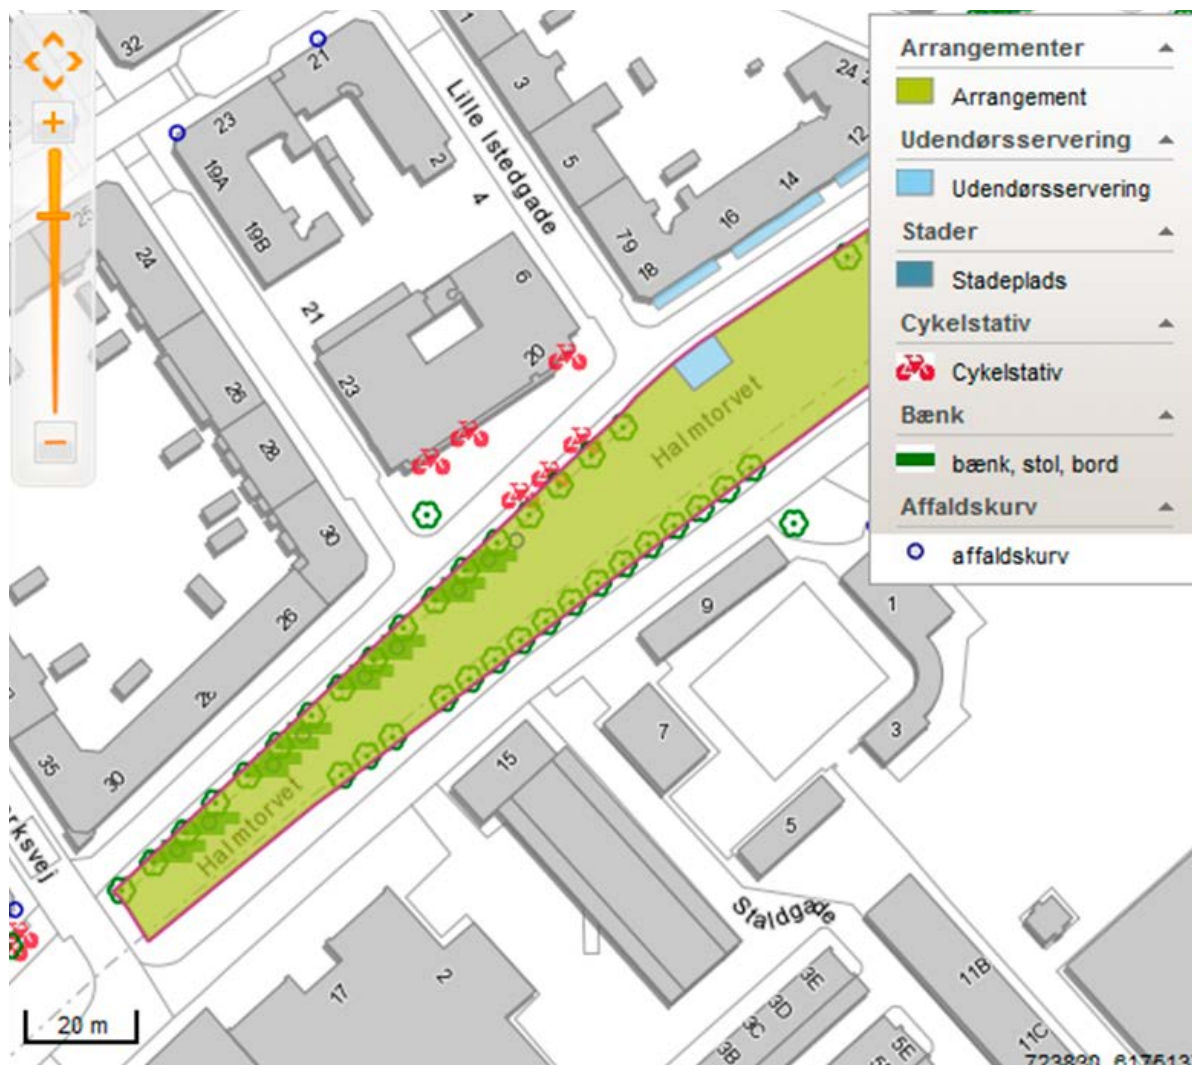 32
21
23
19A
19B
2
4
Lille Istedgade
1
3
5
79
18
16
14
12
24
25
24
26
28
30
26
28
30
35
21
23
6
20
Halmtorvet
Halmtorvet
rksvej
9
7
15
5
1
3
Staldgade
17
2
3E
3D
3C
3B
5E
11B
11C
20 m
Arrangementer
Arrangement
Udendørsservering
Udendørsservering
Stader
Stadeplads
Cykelstativ
Cykelstativ
Bænk
bænk, stol, bord
Affaldskurv
affaldskurv